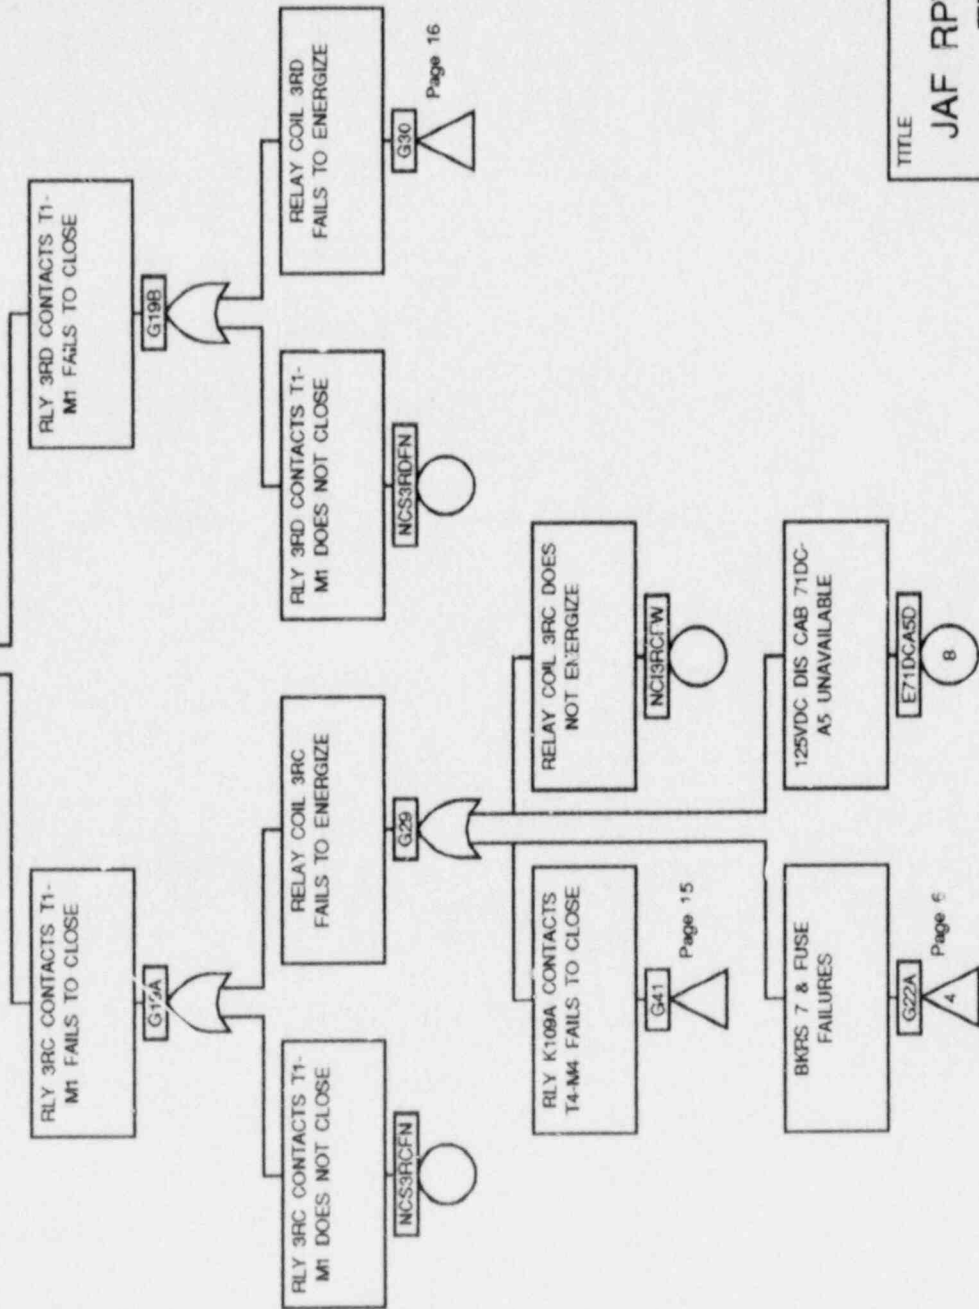 RLY 3RC CONTACTS T1-
M1 FAILS TO CLOSE
G19A
RLY 3RD CONTACTS T1-
M1 FAILS TO CLOSE
G19B
RLY 3RC CONTACTS T1-
M1 DOES NOT CLOSE
NCS3RCFN
RELAY COIL 3RC
FAILS TO ENERGIZE
G29
RLY 3RD CONTACTS T1-
M1 DOES NOT CLOSE
NCS3RDFN
RELAY COIL 3RD
FAILS TO ENERGIZE
G30
Page 16
RLY K109A CONTACTS
T4-M4 FAILS TO CLOSE
G41
Page 15
RELAY COIL 3RC DOES
NOT ENERGIZE
BKRS 7 & FUSE
FAILURES
G22A
4
Page 6
125VDC DIS CAB 71DC-
A5 UNAVAILABLE
E71DCA5D
8
TITLE
JAF RP